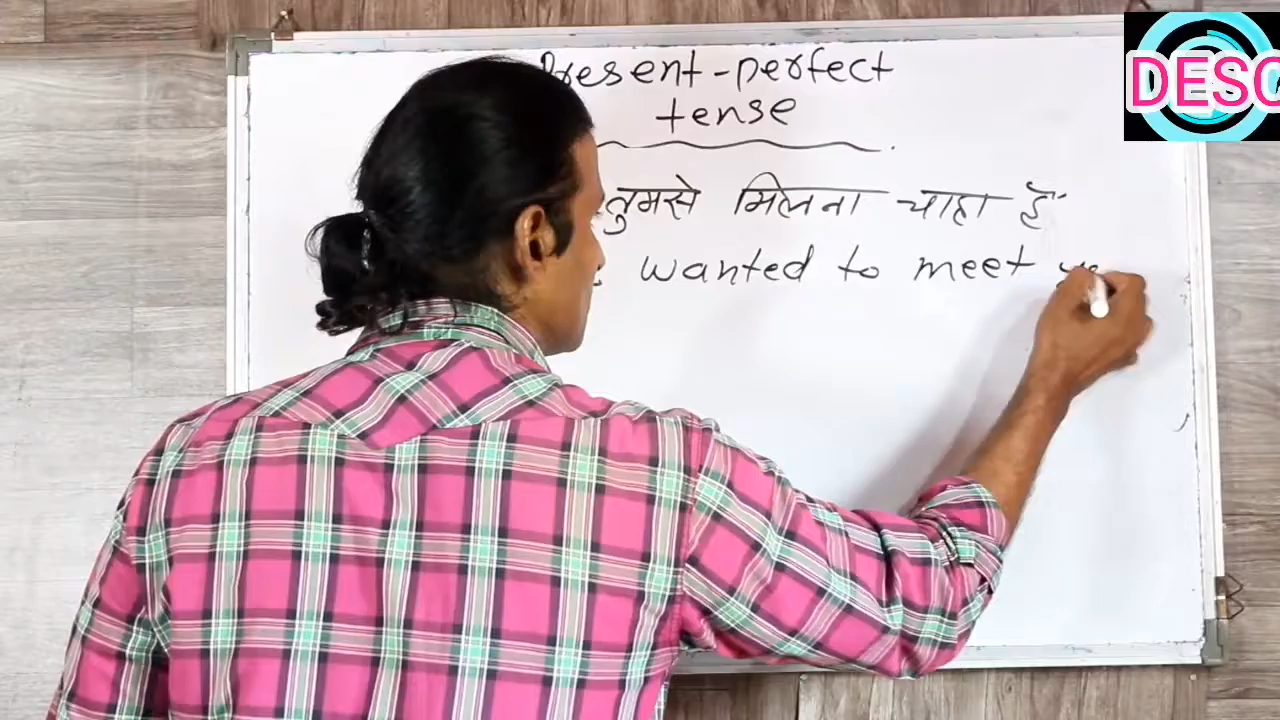 Present-perfect
tense
तुमसे मिलना चाहा है
wanted to meet
DESC